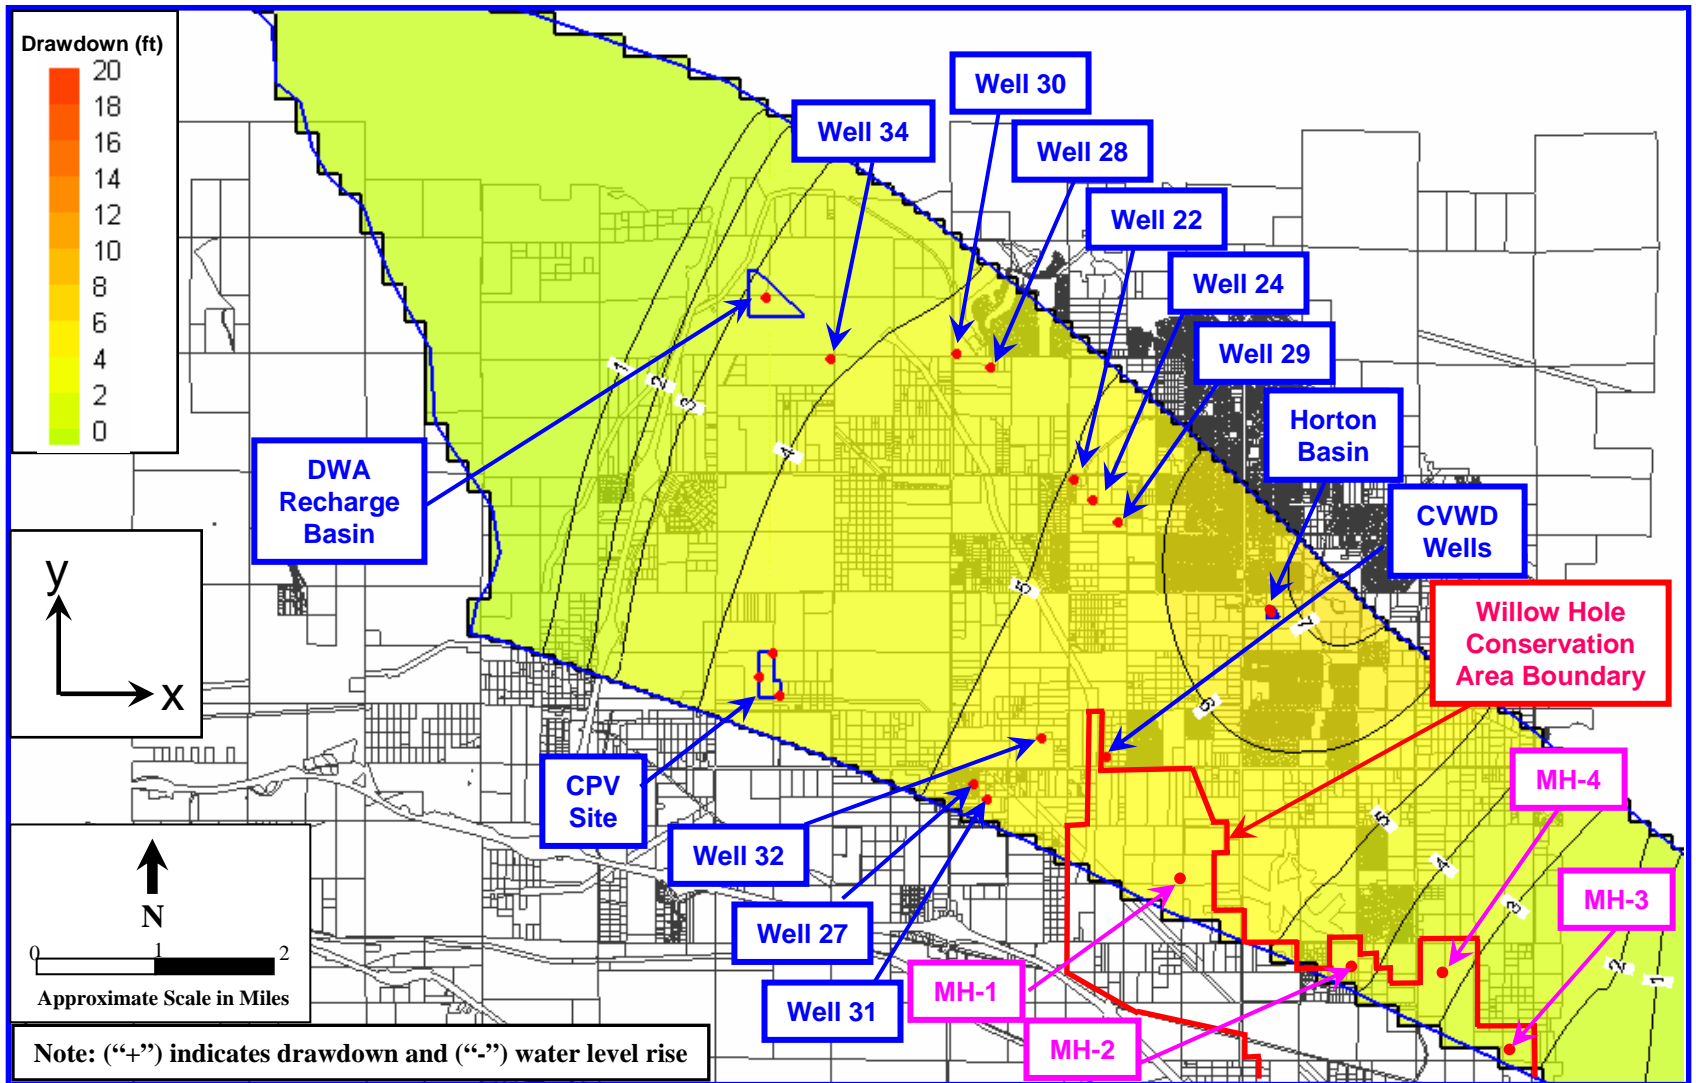 Drawdown (ft)
20
18
16
14
12
10
8
6
4
2
0
Well 30
Well 34
Well 28
Well 22
Well 24
Well 29
Horton
Basin
DWA
Recharge
Basin
CVWD
Wells
Willow Hole
Conservation
Area Boundary
1
2
3
4
5
6
7
5
4
3
2
1
y
x
CPV
Site
MH-4
Well 32
MH-3
Well 27
MH-1
Well 31
MH-2
N
0
1
2
Approximate Scale in Miles
Note: (“+”) indicates drawdown and (“-”) water level rise